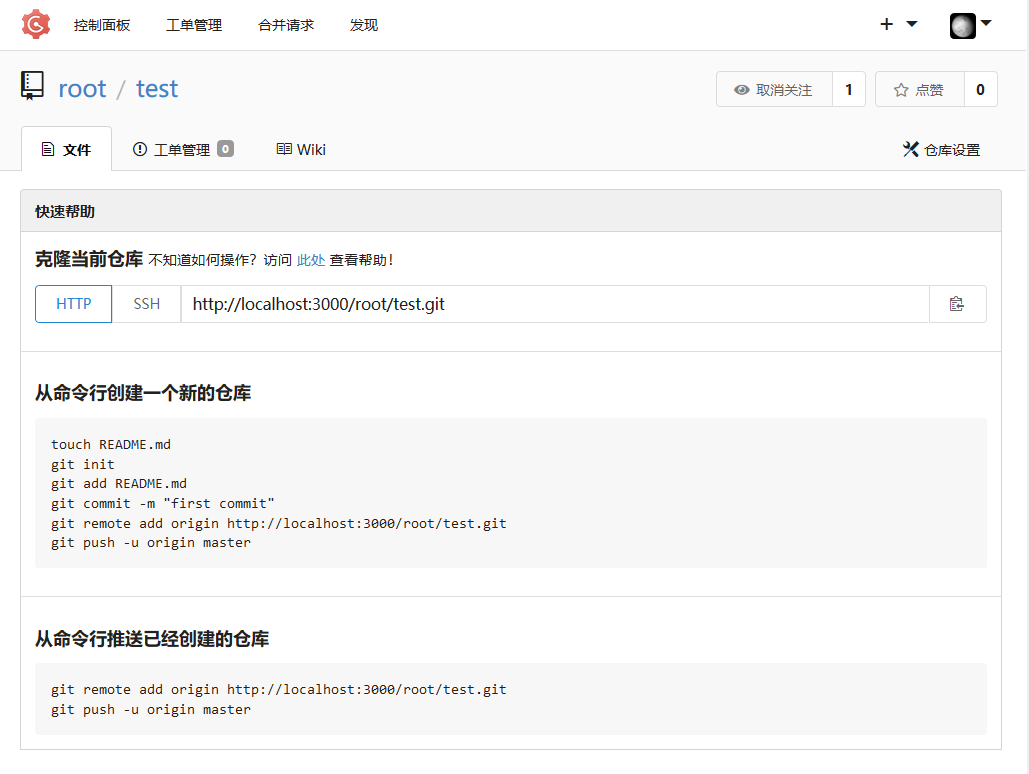 控制面板 工单管理 合并请求 发现
root / test 取消关注 1 点赞 0
文件 工单管理 0 Wiki 仓库设置
快速帮助
克隆当前仓库 不知道如何操作？访问 此处 查看帮助！
HTTP SSH http://localhost:3000/root/test.git
从命令行创建一个新的仓库
touch README.md
git init
git add README.md
git commit -m "first commit"
git remote add origin http://localhost:3000/root/test.git
git push -u origin master
从命令行推送已经创建的仓库
git remote add origin http://localhost:3000/root/test.git
git push -u origin master